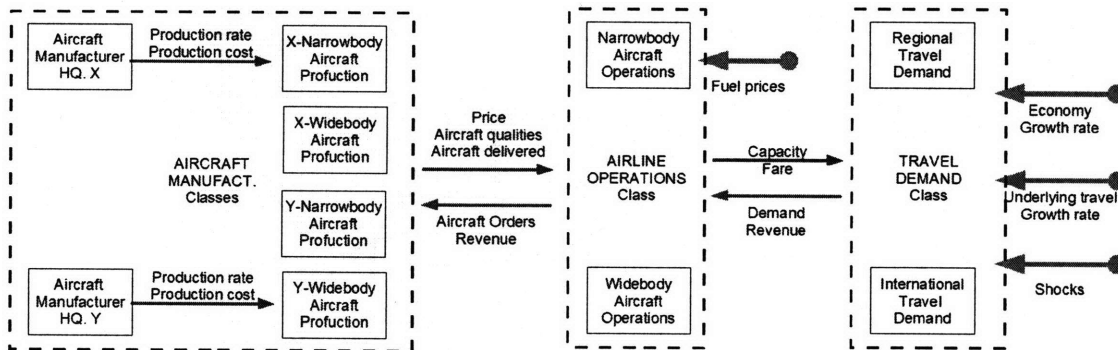 Aircraft
Manufacturer
HQ. X
Production rate
Production cost
X-Narrowbody
Aircraft
Profuction
X-Widebody
Aircraft
Profuction
AIRCRAFT
MANUFACT.
Classes
Y-Narrowbody
Aircraft
Profuction
Aircraft
Manufacturer
HQ. Y
Production rate
Production cost
Y-Widebody
Aircraft
Profuction
Price
Aircraft qualities
Aircraft delivered
Aircraft Orders
Revenue
Narrowbody
Aircraft
Operations
Fuel prices
AIRLINE
OPERATIONS
Class
Widebody
Aircraft
Operations
Capacity
Fare
Demand
Revenue
Regional
Travel
Demand
TRAVEL
DEMAND
Class
International
Travel
Demand
Economy
Growth rate
Underlying travel
Growth rate
Shocks